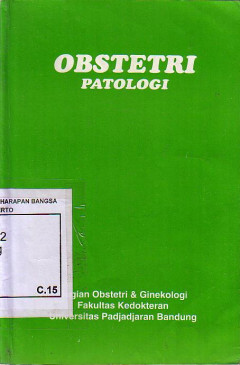 OBSTETRI
PATOLOGI
HARAPAN BANGSA
RTO
2
C.15
gian Obstetri & Ginekologi
Fakultas Kedokteran
Universitas Padjadjaran Bandung